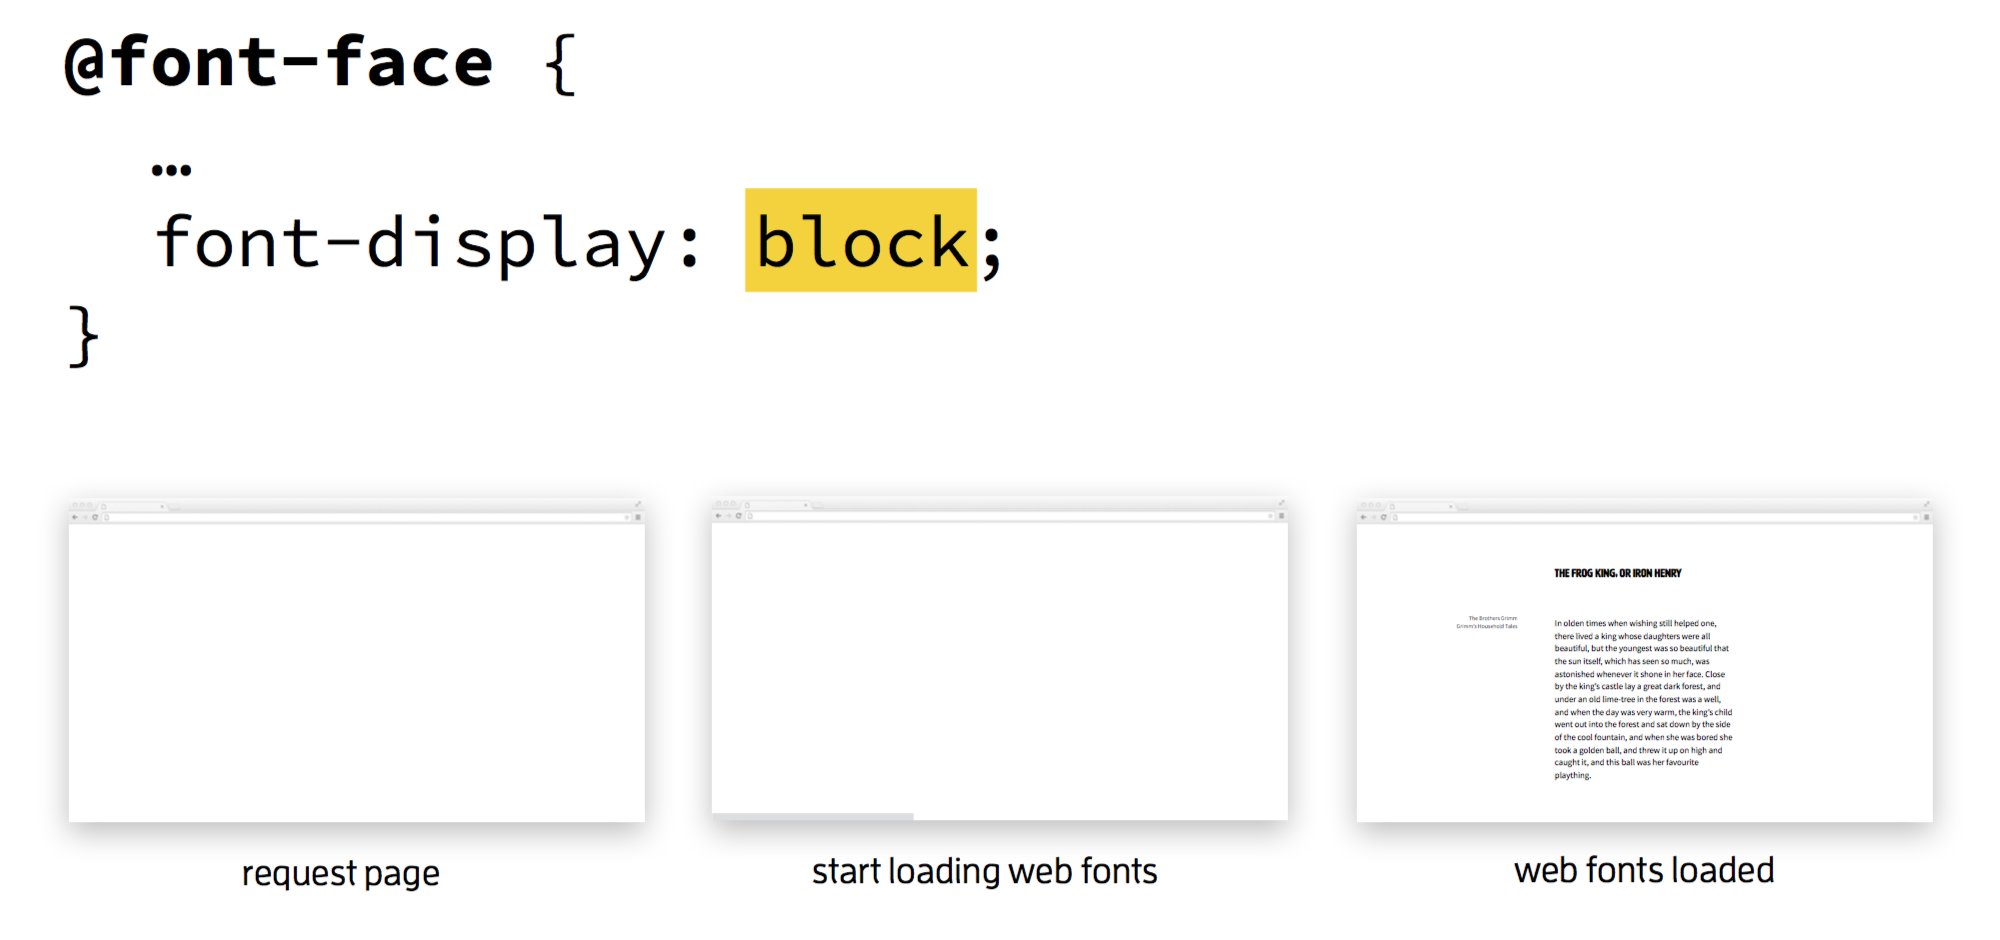 @font-face {
…
font-display: block;
}
request page
start loading web fonts
THE FROG KING, OR IRON HENRY
The Brothers Grimm
Grimm's Household Tales
In olden times when wishing still helped one,
there lived a king whose daughters were all
beautiful, but the youngest was so beautiful that
the sun itself, which has seen so much, was
astonished whenever it shone in her face. Close
by the king's castle lay a great dark forest, and
under an old lime-tree in the forest was a well,
and when the day was very warm, the king's child
went out into the forest and sat down by the side
of the cool fountain, and when she was bored she
took a golden ball, and threw it up on high and
caught it, and this ball was her favourite
plaything.
web fonts loaded